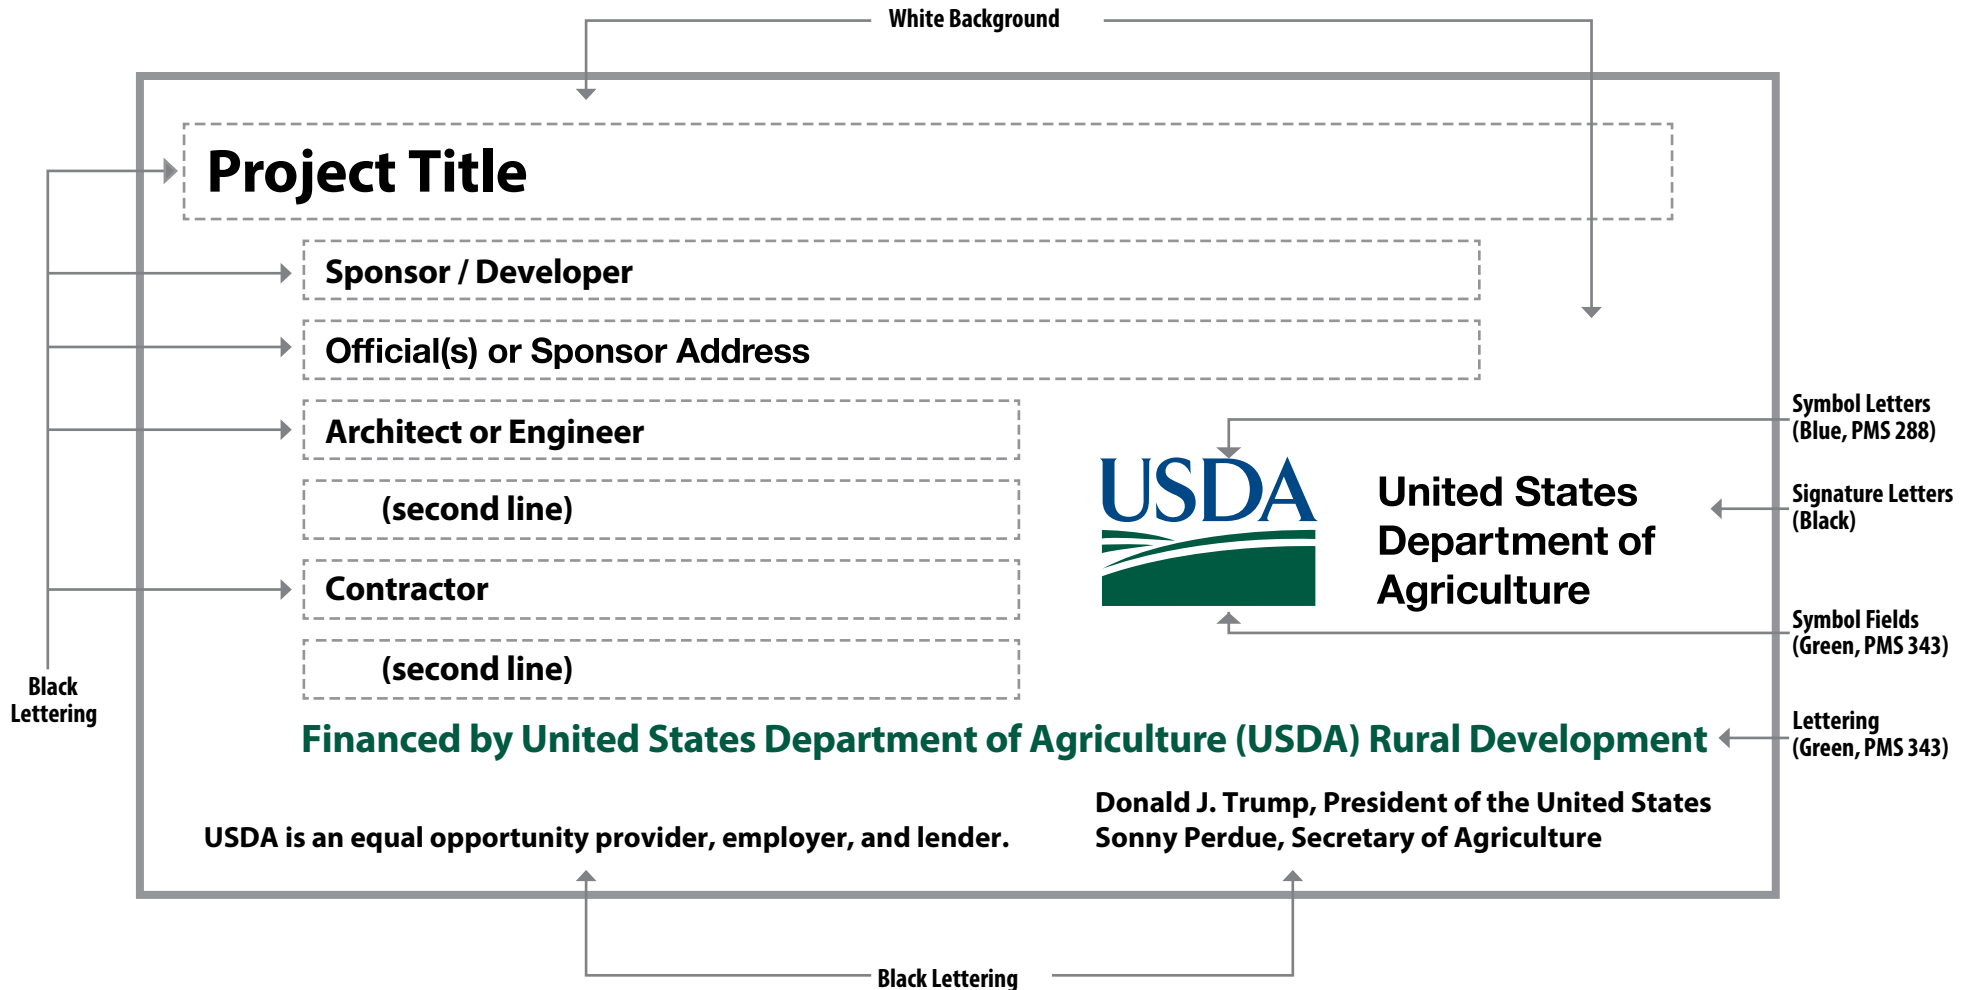 White Background
Project Title
Sponsor / Developer
Official(s) or Sponsor Address
Architect or Engineer
(second line)
Contractor
(second line)
Black
Lettering
USDA
United States
Department of
Agriculture
Symbol Letters
(Blue, PMS 288)
Signature Letters
(Black)
Symbol Fields
(Green, PMS 343)
Financed by United States Department of Agriculture (USDA) Rural Development
Lettering
(Green, PMS 343)
USDA is an equal opportunity provider, employer, and lender.
Donald J. Trump, President of the United States
Sonny Perdue, Secretary of Agriculture
Black Lettering